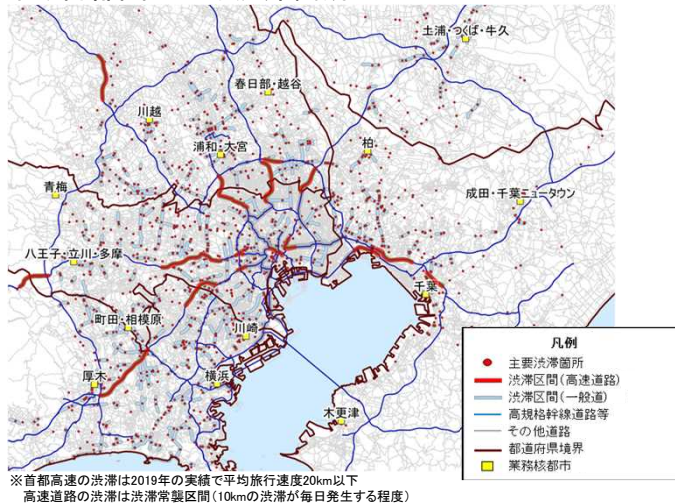 土浦・つくば・牛久
春日部・越谷
川越
浦和・大宮
柏
青梅
成田・千葉ニュータウン
八王子・立川・多摩
千葉
町田・相模原
川崎
厚木
横浜
木更津
凡例
主要渋滞箇所
渋滞区間(高速道路)
渋滞区間(一般道)
高規格幹線道路等
その他道路
都道府県境界
業務核都市
※首都高速の渋滞は2019年の実績で平均旅行速度20km以下
高速道路の渋滞は渋滞常襲区間(10kmの渋滞が毎日発生する程度)